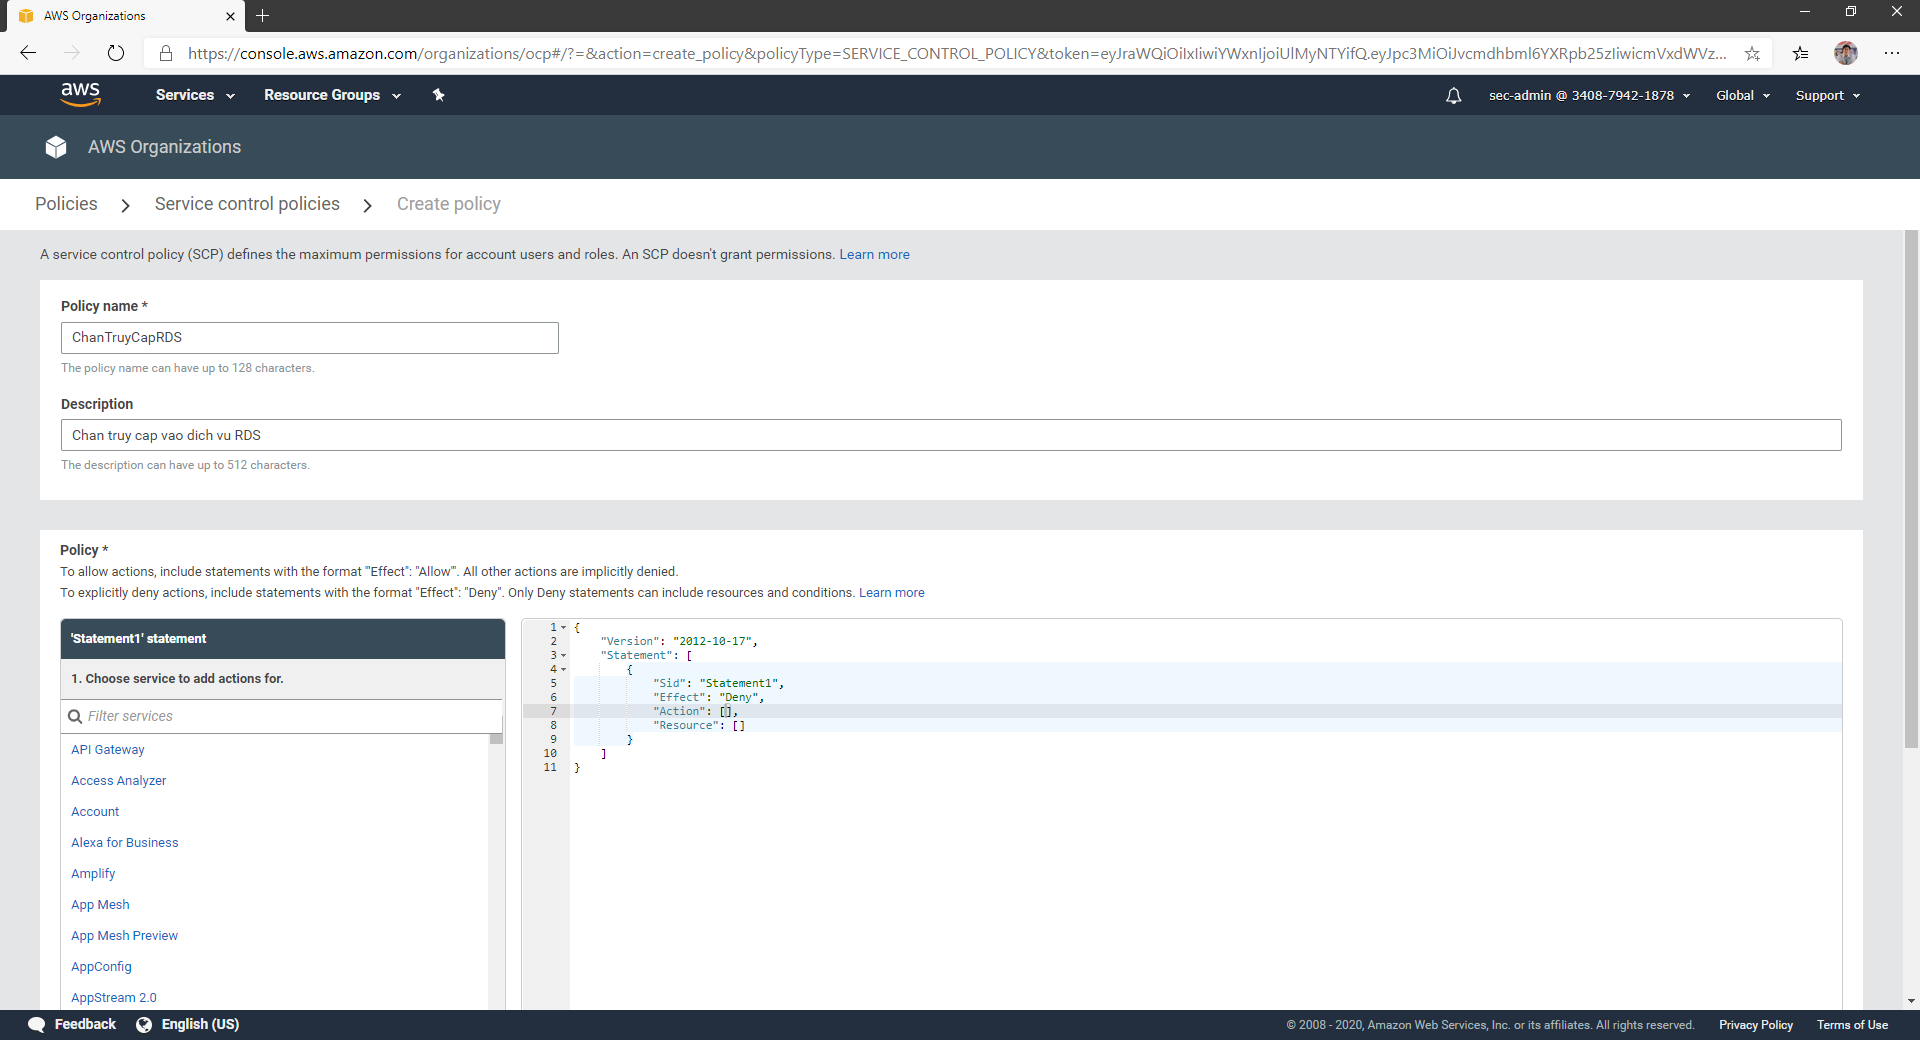 AWS Organizations
https://console.aws.amazon.com/organizations/ocp#/?=&action=create_policy&policyType=SERVICE_CONTROL_POLICY&token=eyJraWQiOiIxIiwiYWxnIjoiUlMyNTYifQ.eyJpc3MiOiJvcmdhbml6YXRpb25zIiwicmVxdWVz...
aws
Services
Resource Groups
sec-admin @ 3408-7942-1878
Global
Support
AWS Organizations
Policies > Service control policies > Create policy
A service control policy (SCP) defines the maximum permissions for account users and roles. An SCP doesn't grant permissions. Learn more
Policy name *
ChanTruyCapRDS
The policy name can have up to 128 characters.
Description
Chan truy cap vao dich vu RDS
The description can have up to 512 characters.
Policy *
To allow actions, include statements with the format "Effect": "Allow". All other actions are implicitly denied.
To explicitly deny actions, include statements with the format "Effect": "Deny". Only Deny statements can include resources and conditions. Learn more
'Statement1' statement
1. Choose service to add actions for.
Filter services
API Gateway
Access Analyzer
Account
Alexa for Business
Amplify
App Mesh
App Mesh Preview
AppConfig
AppStream 2.0
1 {
2 "Version": "2012-10-17",
3 "Statement": [
4 {
5 "Sid": "Statement1",
6 "Effect": "Deny",
7 "Action": [],
8 "Resource": []
9 }
10 ]
11 }
Feedback
English (US)
© 2008 - 2020, Amazon Web Services, Inc. or its affiliates. All rights reserved.
Privacy Policy
Terms of Use